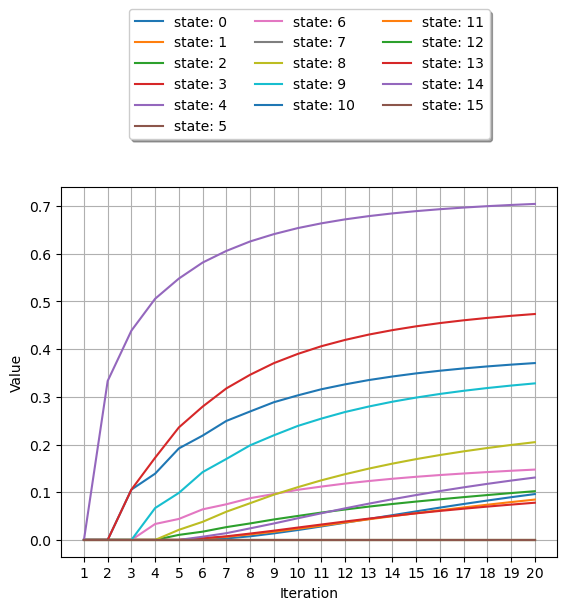 state: 0 state: 6 state: 11
state: 1 state: 7 state: 12
state: 2 state: 8 state: 13
state: 3 state: 9 state: 14
state: 4 state: 10 state: 15
state: 5
0.7
0.6
0.5
0.4
0.3
0.2
0.1
0.0
Value
1 2 3 4 5 6 7 8 9 10 11 12 13 14 15 16 17 18 19 20
Iteration